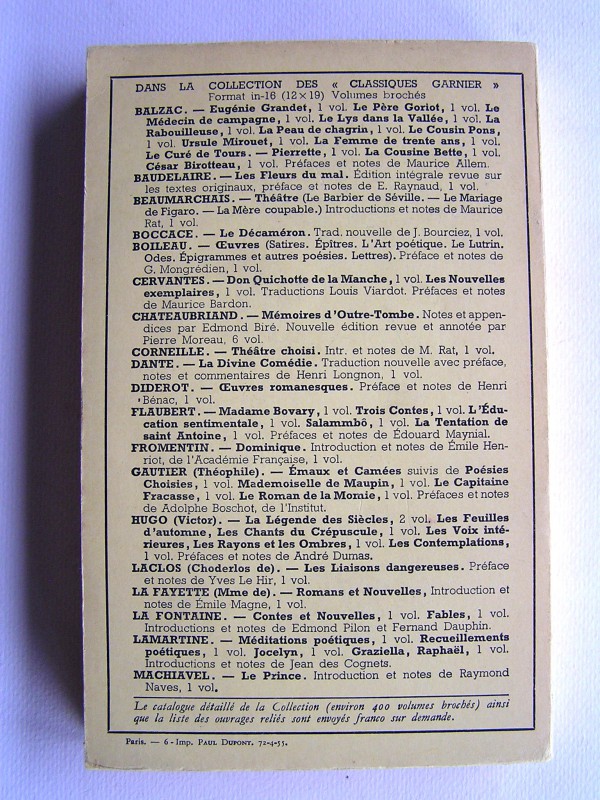 DANS LA COLLECTION DES « CLASSIQUES GARNIER »
Format in-16 (12 × 19) Volumes brochés
BALZAC. — Eugénie Grandet, 1 vol. Le Père Goriot, 1 vol. Le
Médecin de campagne, 1 vol. Le Lys dans la Vallée, 1 vol. La
Rabouilleuse, 1 vol. La Peau de chagrin, 1 vol. Le Cousin Pons,
1 vol. Ursule Mirouet, 1 vol. La Femme de trente ans, 1 vol.
Le Curé de Tours. — Pierrette, 1 vol. La Cousine Bette, 1 vol.
César Birotteau, 1 vol. Préfaces et notes de Maurice Allem.
BAUDELAIRE. — Les Fleurs du mal. Édition intégrale revue sur
les textes originaux, préface et notes de E. Raynaud, 1 vol.
BEAUMARCHAIS. — Théâtre (Le Barbier de Séville. — Le Mariage
de Figaro. — La Mère coupable.) Introductions et notes de Maurice
Rat, 1 vol.
BOCCACE. — Le Décaméron. Trad. nouvelle de J. Bourciez, 1 vol.
BOILEAU. — Œuvres (Satires. Épîtres. L'Art poétique. Le Lutrin.
Odes. Épigrammes et autres poésies. Lettres). Préface et notes de
G. Mongrédien, 1 vol.
CERVANTES. — Don Quichotte de la Manche, 1 vol. Les Nouvelles
exemplaires, 1 vol. Traductions Louis Viardot. Préfaces et notes
de Maurice Bardon.
CHATEAUBRIAND. — Mémoires d'Outre-Tombe. Notes et appen-
dices par Edmond Biré. Nouvelle édition revue et annotée par
Pierre Moreau, 6 vol.
CORNEILLE. — Théâtre choisi. Intr. et notes de M. Rat, 1 vol.
DANTE. — La Divine Comédie. Traduction nouvelle avec préface,
notes et commentaires de Henri Longnon, 1 vol.
DIDEROT. — Œuvres romanesques. Préface et notes de Henri
Bénac, 1 vol.
FLAUBERT. — Madame Bovary, 1 vol. Trois Contes, 1 vol. L'Édu-
cation sentimentale, 1 vol. Salammbô, 1 vol. La Tentation de
saint Antoine, 1 vol. Préfaces et notes de Édouard Maynial.
FROMENTIN. — Dominique. Introduction et notes de Émile Hen-
riot, de l'Académie Française, 1 vol.
GAUTIER (Théophile). — Émaux et Camées suivis de Poésies
Choisies, 1 vol. Mademoiselle de Maupin, 1 vol. Le Capitaine
Fracasse, 1 vol. Le Roman de la Momie, 1 vol. Préfaces et notes
de Adolphe Boschot, de l'Institut.
HUGO (Victor). — La Légende des Siècles, 2 vol. Les Feuilles
d'automne, Les Chants du Crépuscule, 1 vol. Les Voix inté-
rieures, Les Rayons et les Ombres, 1 vol. Les Contemplations,
1 vol. Préfaces et notes de André Dumas.
LACLOS (Choderlos de). — Les Liaisons dangereuses. Préface
et notes de Yves Le Hir, 1 vol.
LA FAYETTE (Mme de). — Romans et Nouvelles, Introduction et
notes de Émile Magne, 1 vol.
LA FONTAINE. — Contes et Nouvelles, 1 vol. Fables, 1 vol.
Introductions et notes de Edmond Pilon et Fernand Dauphin.
LAMARTINE. — Méditations poétiques, 1 vol. Recueillements
poétiques, 1 vol. Jocelyn, 1 vol. Graziella, Raphaël, 1 vol.
Introductions et notes de Jean des Cognets.
MACHIAVEL. — Le Prince. Introduction et notes de Raymond
Naves, 1 vol.
Le catalogue détaillé de la Collection (environ 400 volumes brochés) ainsi
que la liste des ouvrages reliés sont envoyés franco sur demande.
Paris. — 6 - Imp. PAUL DUPONT. 72-4-55.